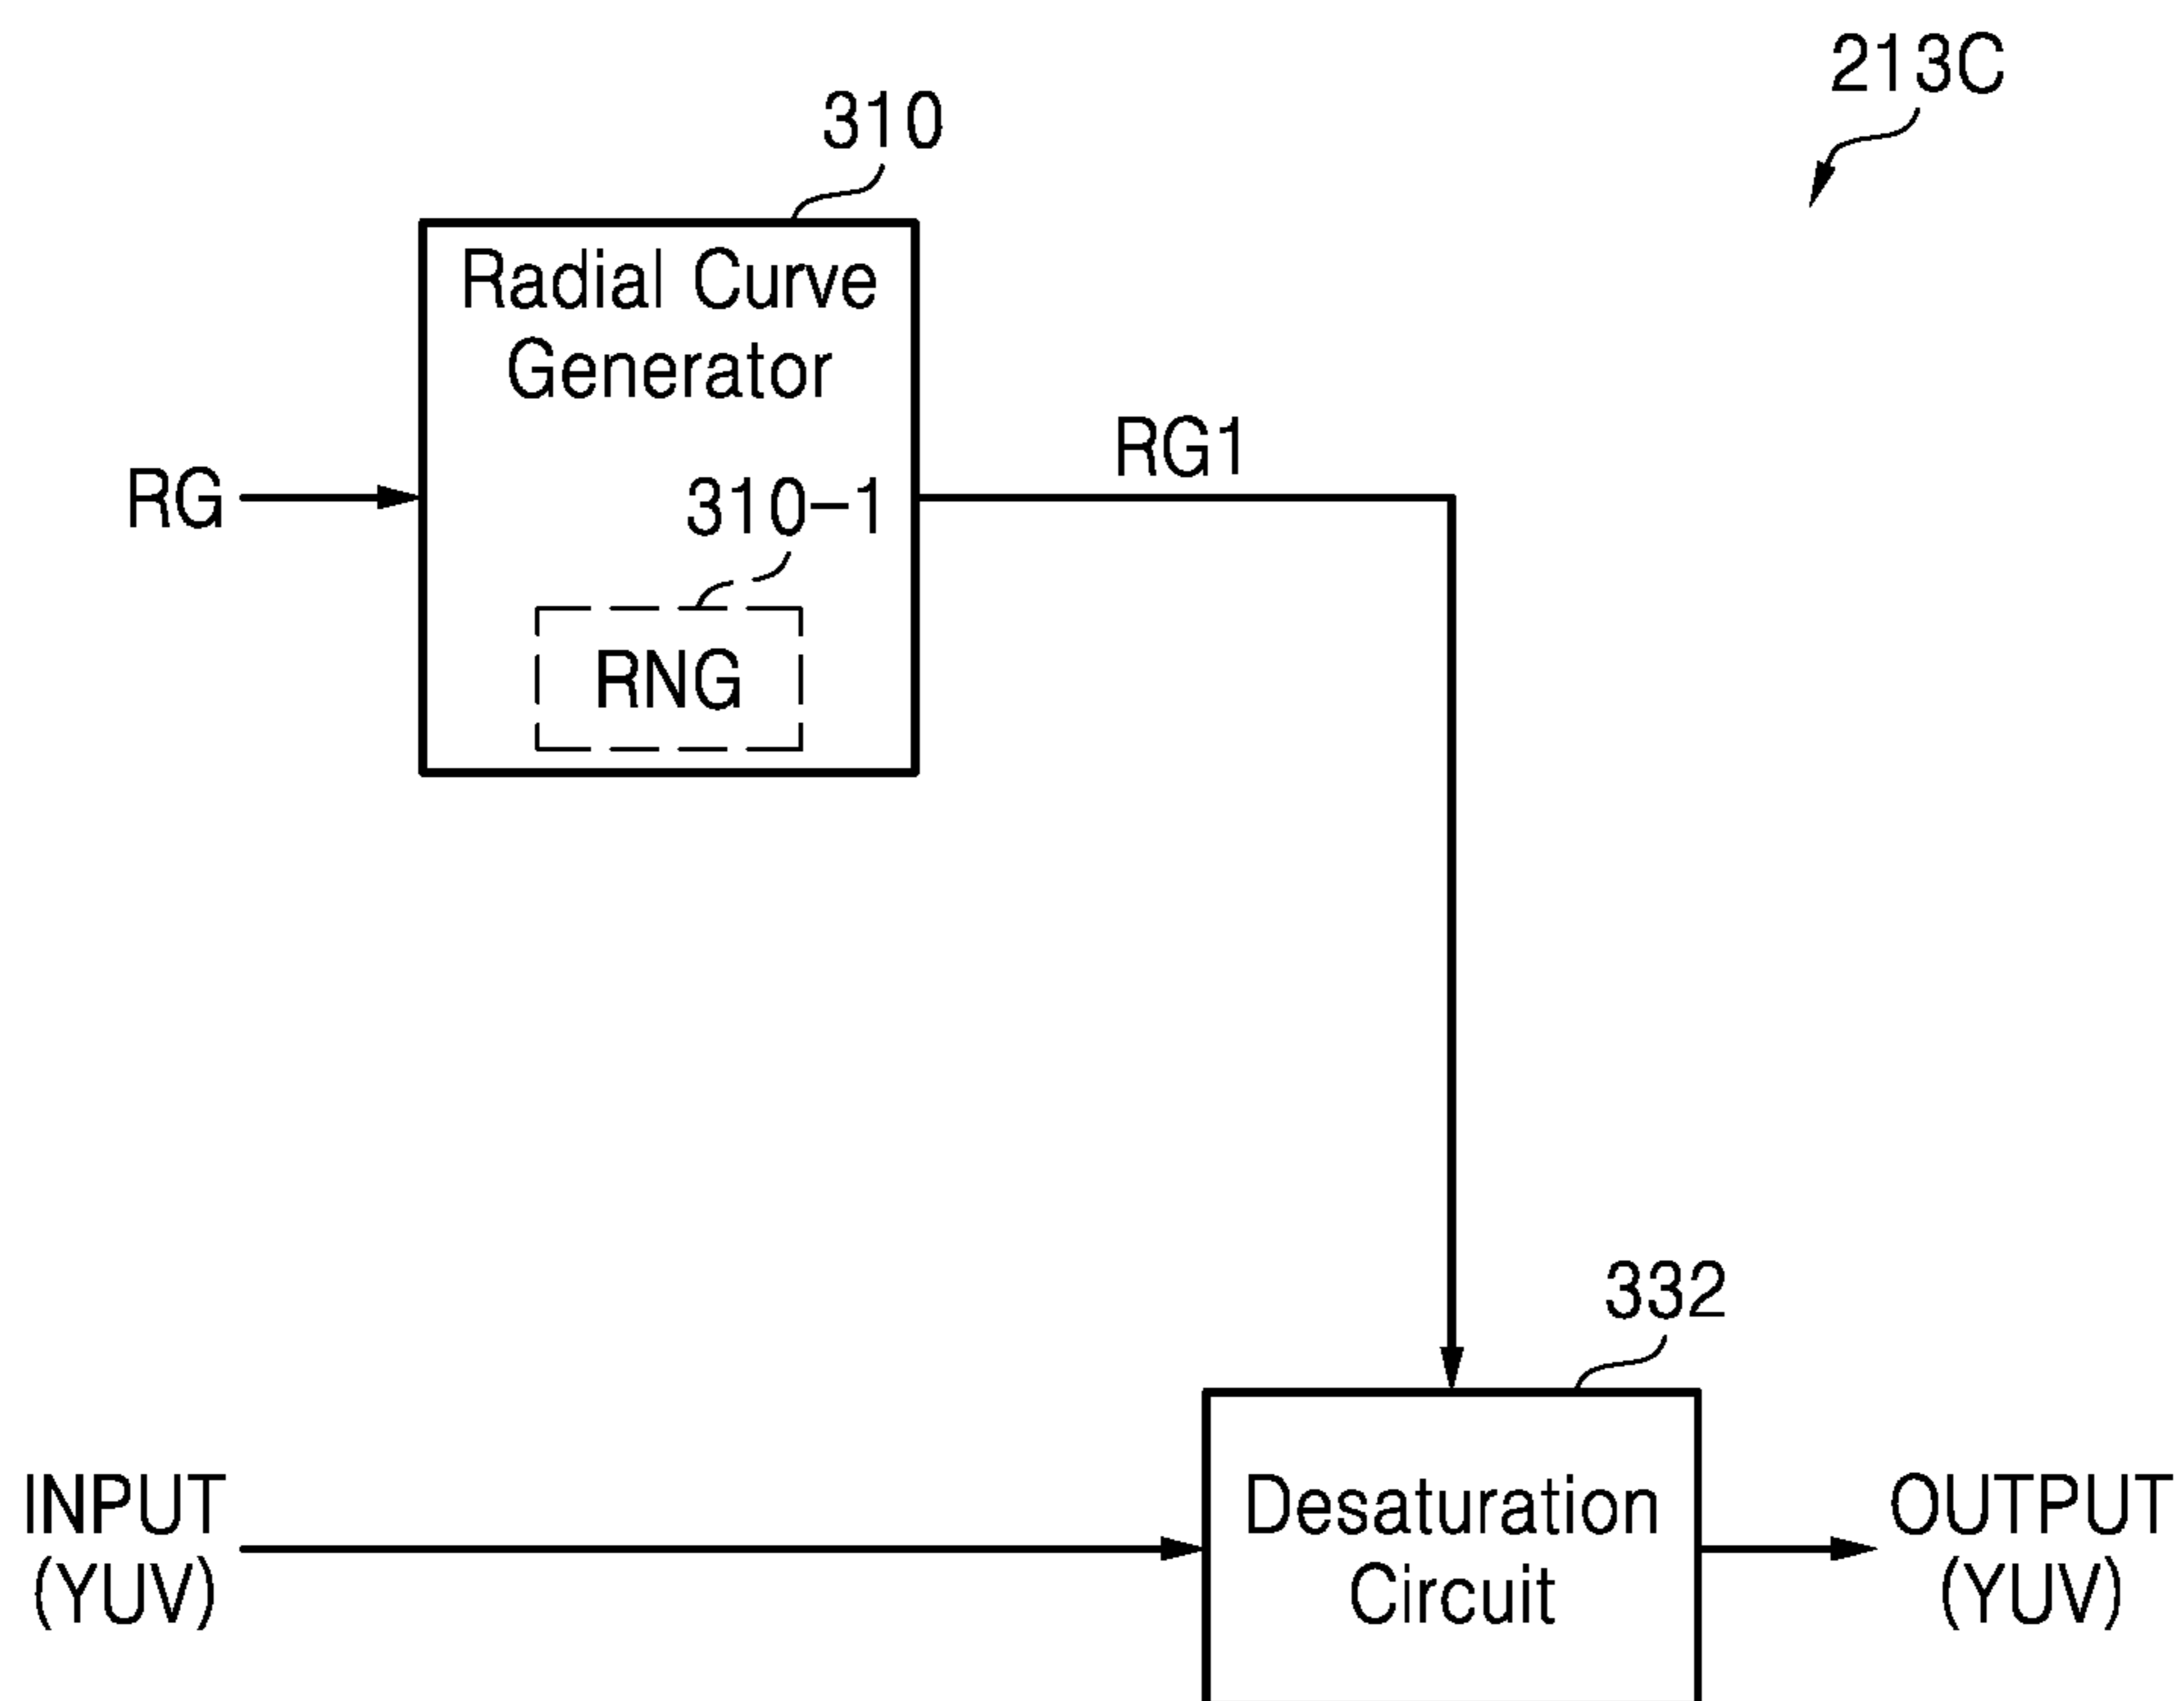 213C
310
Radial Curve
Generator
RG
310-1
RNG
RG1
332
INPUT
(YUV)
Desaturation
Circuit
OUTPUT
(YUV)